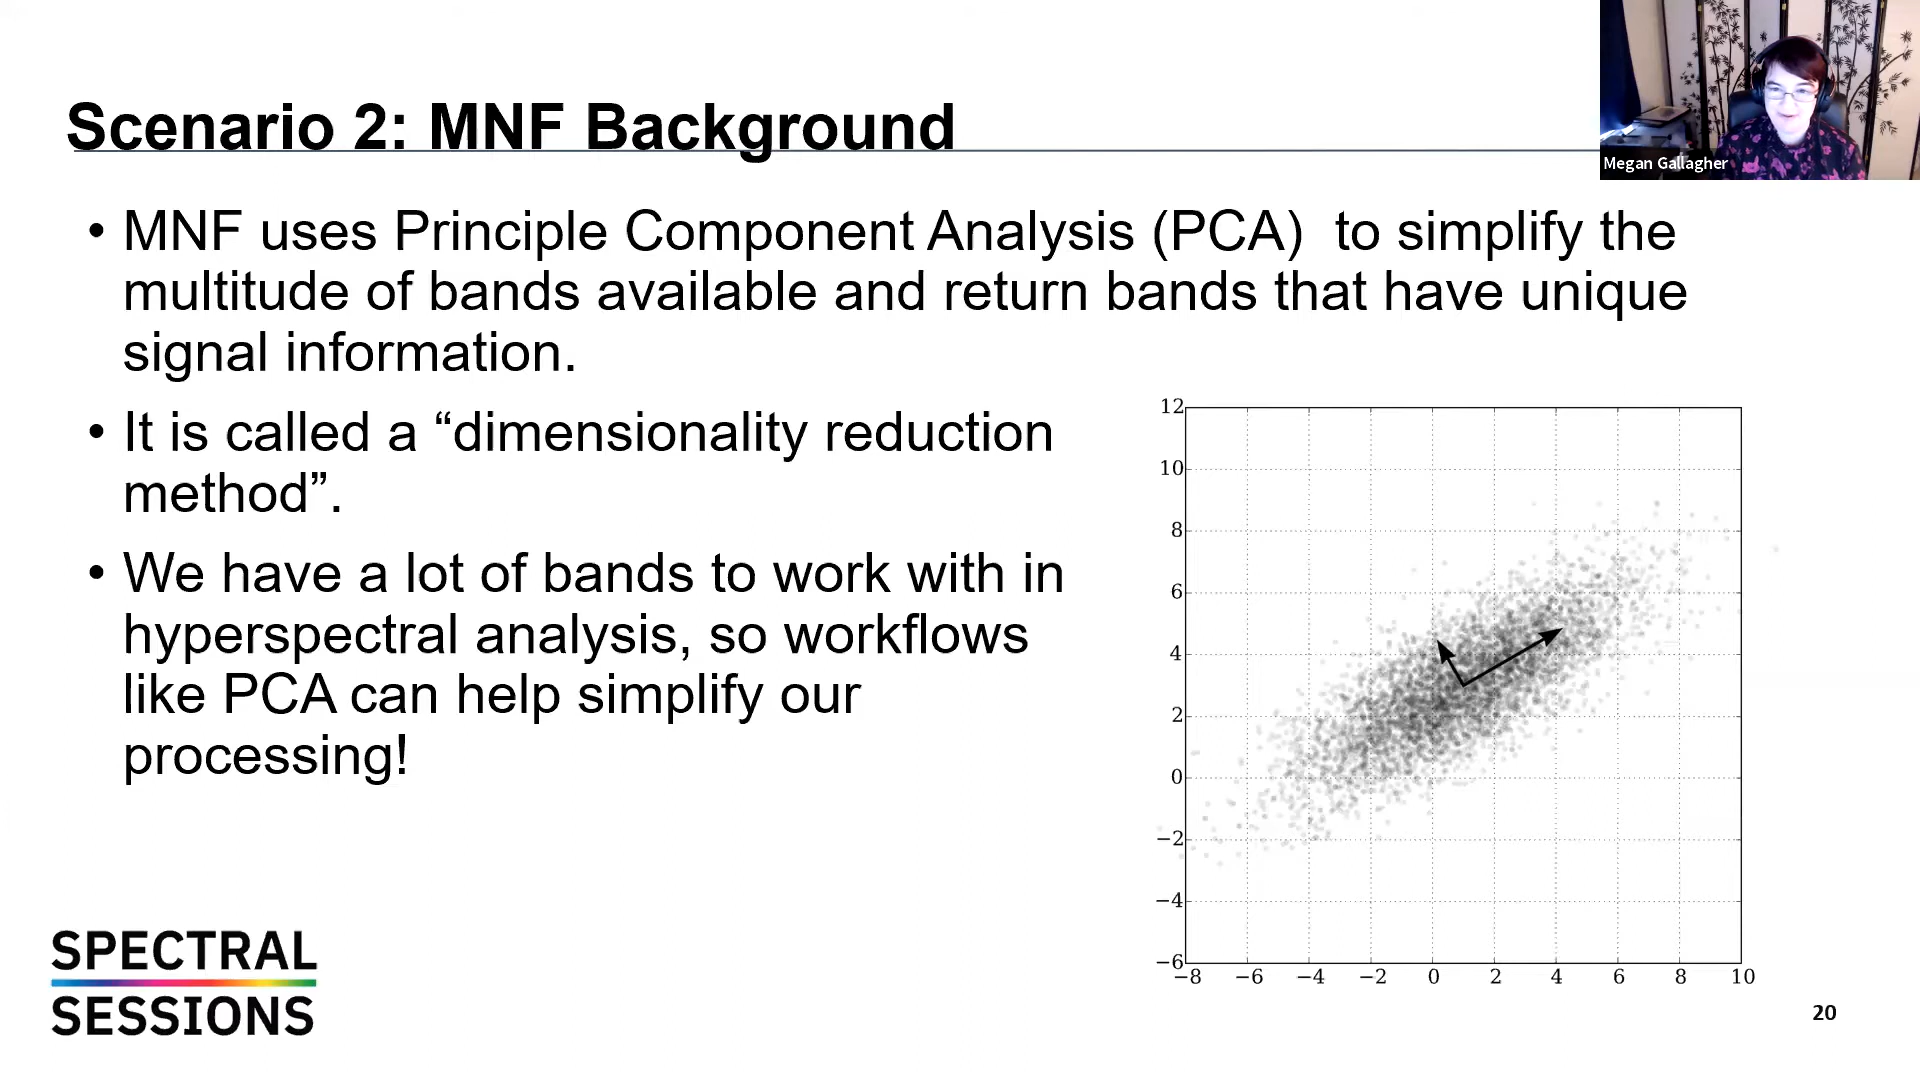 Scenario 2: MNF Background
Megan Gallagher
• MNF uses Principle Component Analysis (PCA)  to simplify the
multitude of bands available and return bands that have unique
signal information.
• It is called a “dimensionality reduction
method”.
• We have a lot of bands to work with in
hyperspectral analysis, so workflows
like PCA can help simplify our
processing!
12
10
8
6
4
2
0
−2
−4
−6
−8 −6 −4 −2 0 2 4 6 8 10
SPECTRAL
SESSIONS
20